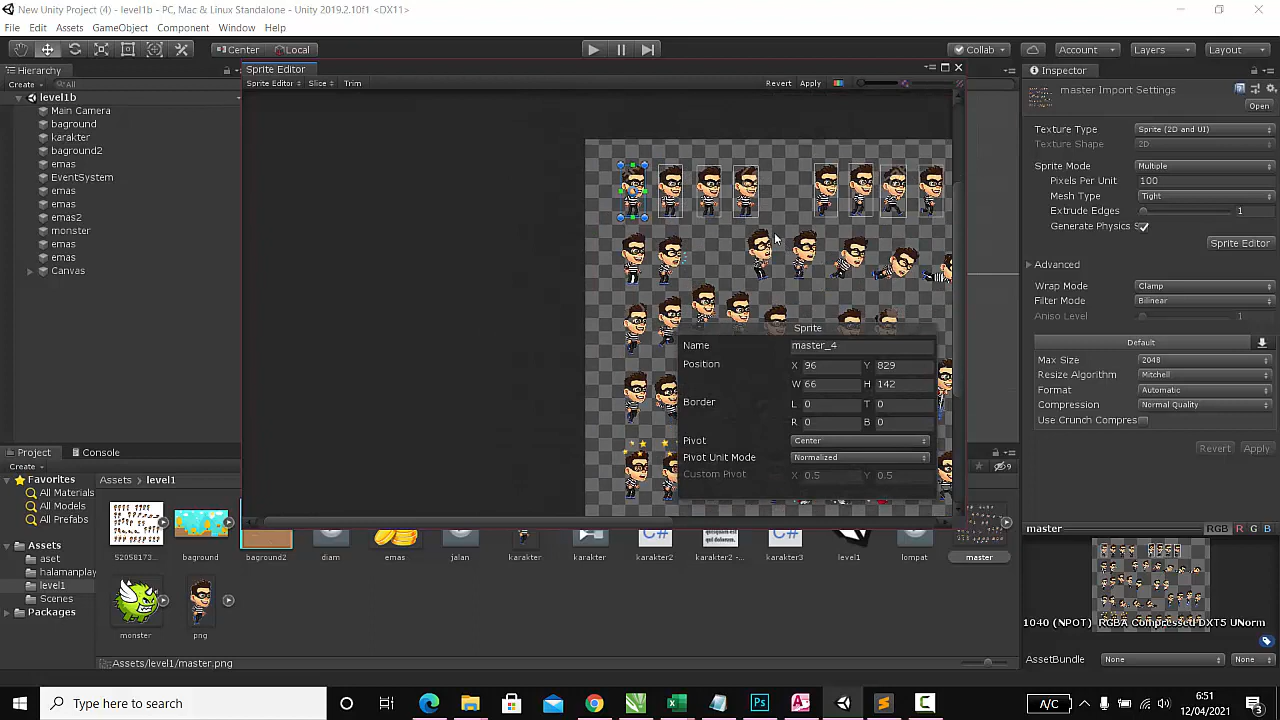 New Unity Project (4) - level1b - PC, Mac & Linux Standalone - Unity 2019.2.10f1 <DX11>
File Edit Assets GameObject Component Window Help
Center Local Collab Account Layers Layout
Hierarchy
Create All
level1b
Main Camera
baground
karakter
baground2
emas
EventSystem
emas
emas
emas2
monster
emas
emas
Canvas
Sprite Editor
Sprite Editor Slice Trim Revert Apply
Sprite
Name master_4
Position X 96 Y 829
W 66 H 142
Border L 0 T 0
R 0 B 0
Pivot Center
Pivot Unit Mode Normalized
Custom Pivot X 0.5 Y 0.5
Inspector
master Import Settings
Open
Texture Type Sprite (2D and UI)
Texture Shape 2D
Sprite Mode Multiple
Pixels Per Unit 100
Mesh Type Tight
Extrude Edges 1
Generate Physics S
Sprite Editor
Advanced
Wrap Mode Clamp
Filter Mode Bilinear
Aniso Level 1
Default
Max Size 2048
Resize Algorithm Mitchell
Format Automatic
Compression Normal Quality
Use Crunch Compres
Revert Apply
master RGB R G B
1040 (NPOT) RGBA Compressed DXT5 UNorm
AssetBundle None None
Project Console
Create
9
Favorites
All Materials
All Models
All Prefabs
Assets
aset
halamanplay
level1
Scenes
Packages
Assets level1
52058173... baground baground2 diam emas jalan karakter karakter karakter2 karakter2 -... karakter3 level1 lompat master
monster png
Assets/level1/master.png
Type here to search
A/C
6:51
12/04/2021
3